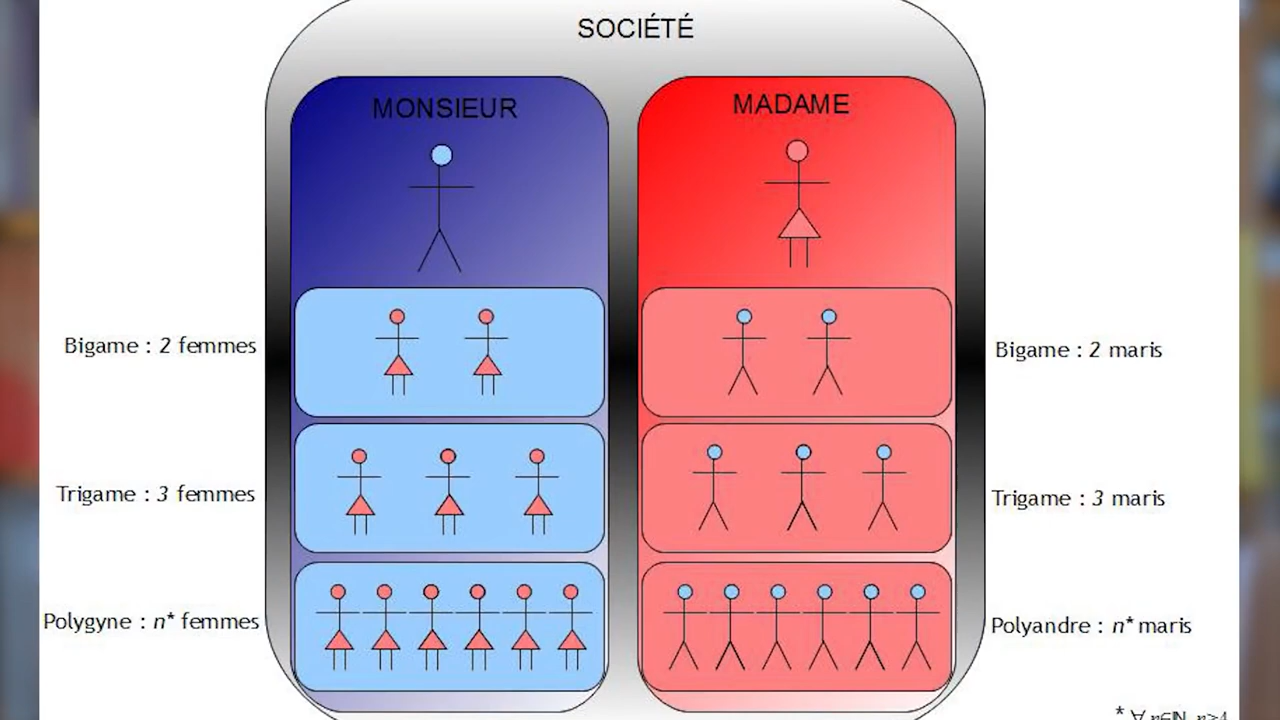 SOCIÉTÉ
MONSIEUR
MADAME
Bigame : 2 femmes
Bigame : 2 maris
Trigame : 3 femmes
Trigame : 3 maris
Polygyne : n* femmes
Polyandre : n* maris
* ∀ n∈ℕ, n≥4